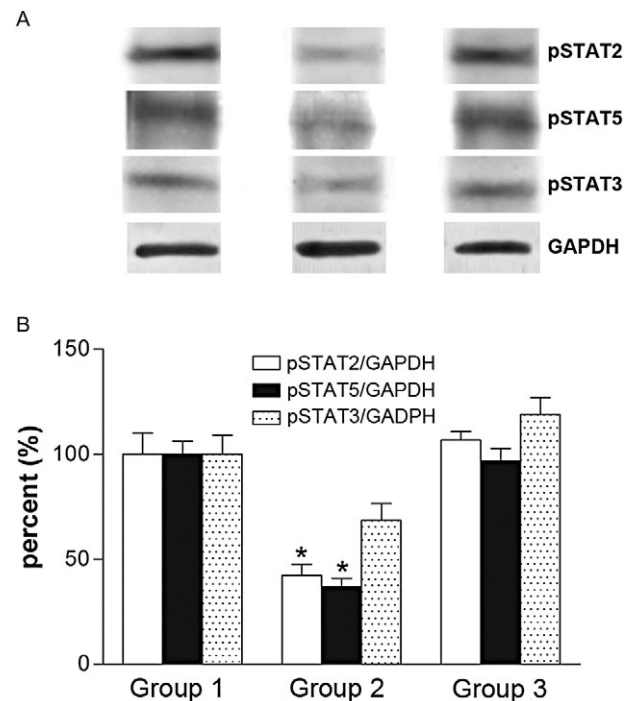 A
pSTAT2
pSTAT5
pSTAT3
GAPDH
B
150
pSTAT2/GAPDH
pSTAT5/GAPDH
pSTAT3/GADPH
100
percent (%)
50
* *
0
Group 1 Group 2 Group 3